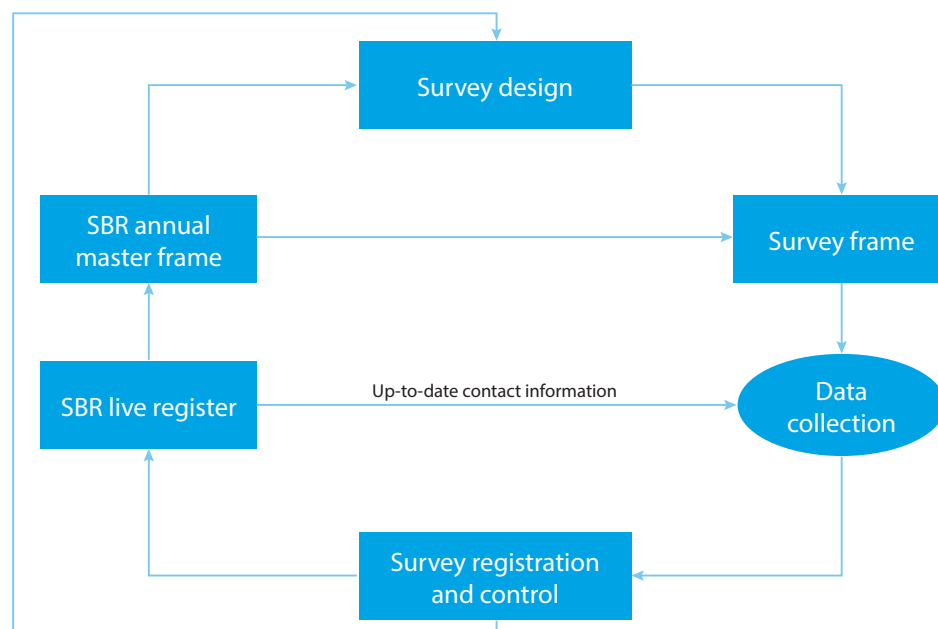 Survey design
SBR annual
master frame
Survey frame
Up-to-date contact information
SBR live register
Data
collection
Survey registration
and control